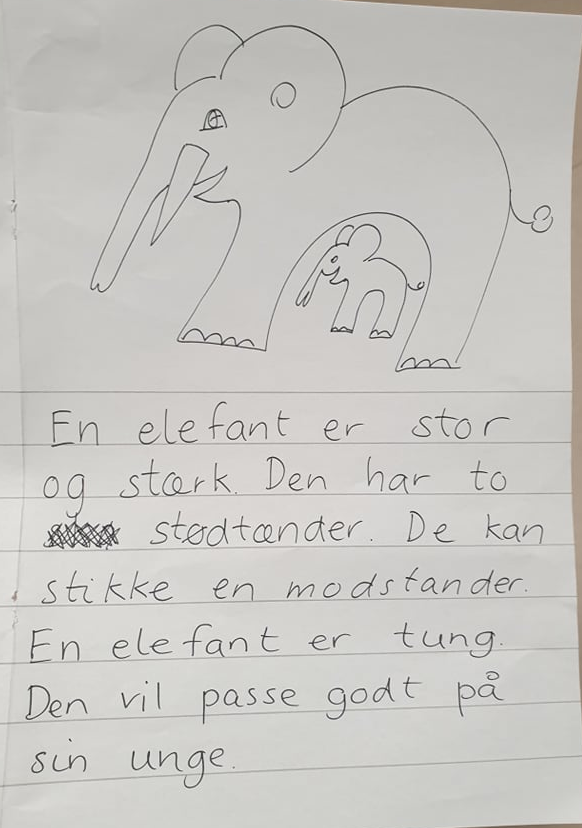 En elefant er stor
og stærk. Den har to
stødtænder. De kan
stikke en modstander.
En elefant er tung.
Den vil passe godt på
sin unge.